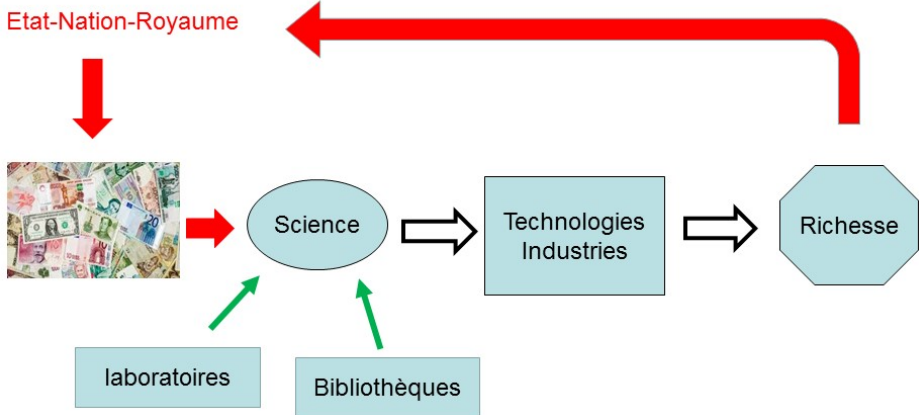 Etat-Nation-Royaume
Science
Technologies
Industries
Richesse
laboratoires
Bibliothèques